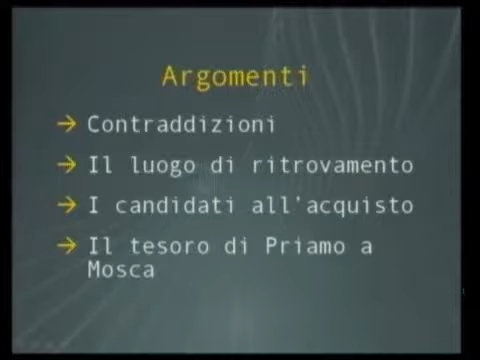 Argomenti
→ Contraddizioni
→ Il luogo di ritrovamento
→ I candidati all'acquisto
→ Il tesoro di Priamo a
Mosca